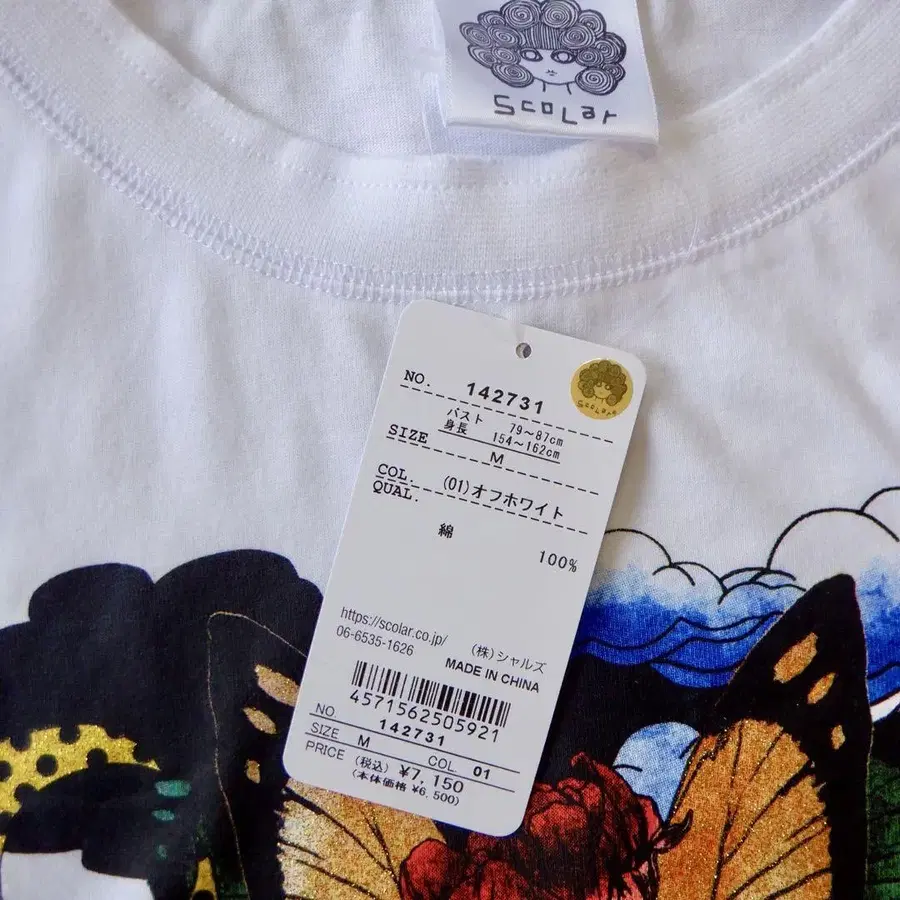 ScoLar
NO. 142731
バスト 79~87cm
身長 154~162cm
SIZE M
COL. (01)オフホワイト
QUAL.
綿 100%
https://scolar.co.jp/
06-6535-1626 (株)シャルズ
MADE IN CHINA
4571562505921
NO. 142731
SIZE M COL 01
PRICE (税込) ¥7,150
(本体価格 ¥6,500)
ScoLar